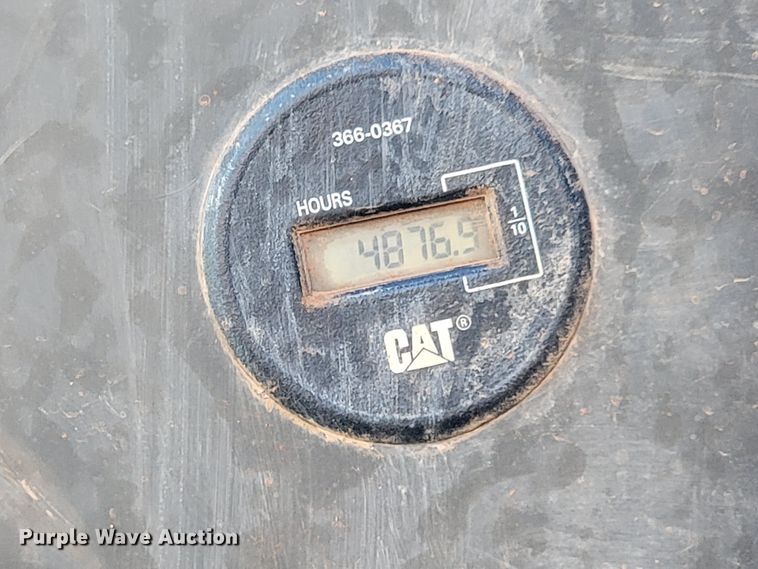 366-0367
HOURS
1/10
4876.5
CAT®
Purple Wave Auction